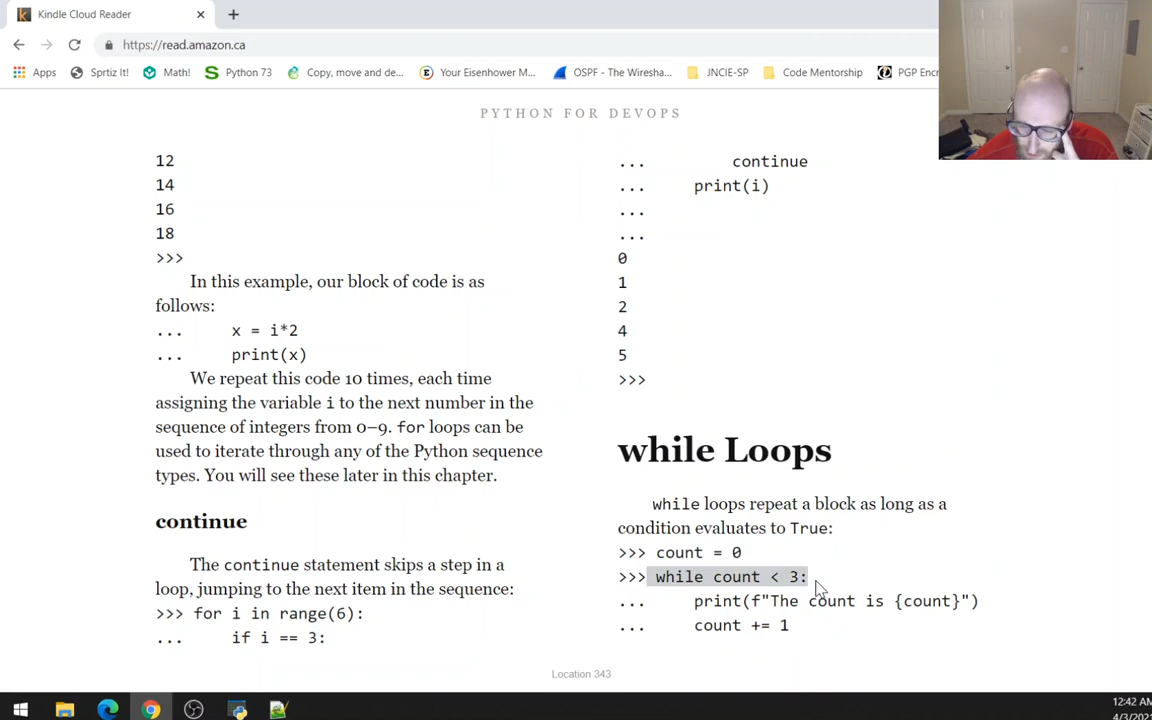 Kindle Cloud Reader
https://read.amazon.ca
Apps Sprtiz It! Math! Python 73 Copy, move and de... Your Eisenhower M... OSPF - The Wiresha... JNCIE-SP Code Mentorship PGP Encr
PYTHON FOR DEVOPS
12
14
16
18
>>>
In this example, our block of code is as
follows:
... x = i*2
... print(x)
We repeat this code 10 times, each time
assigning the variable i to the next number in the
sequence of integers from 0–9. for loops can be
used to iterate through any of the Python sequence
types. You will see these later in this chapter.
continue
The continue statement skips a step in a
loop, jumping to the next item in the sequence:
>>> for i in range(6):
... if i == 3:
... continue
... print(i)
...
...
0
1
2
4
5
>>>
while Loops
while loops repeat a block as long as a
condition evaluates to True:
>>> count = 0
>>> while count < 3:
... print(f"The count is {count}")
... count += 1
Location 343
12:42 AM